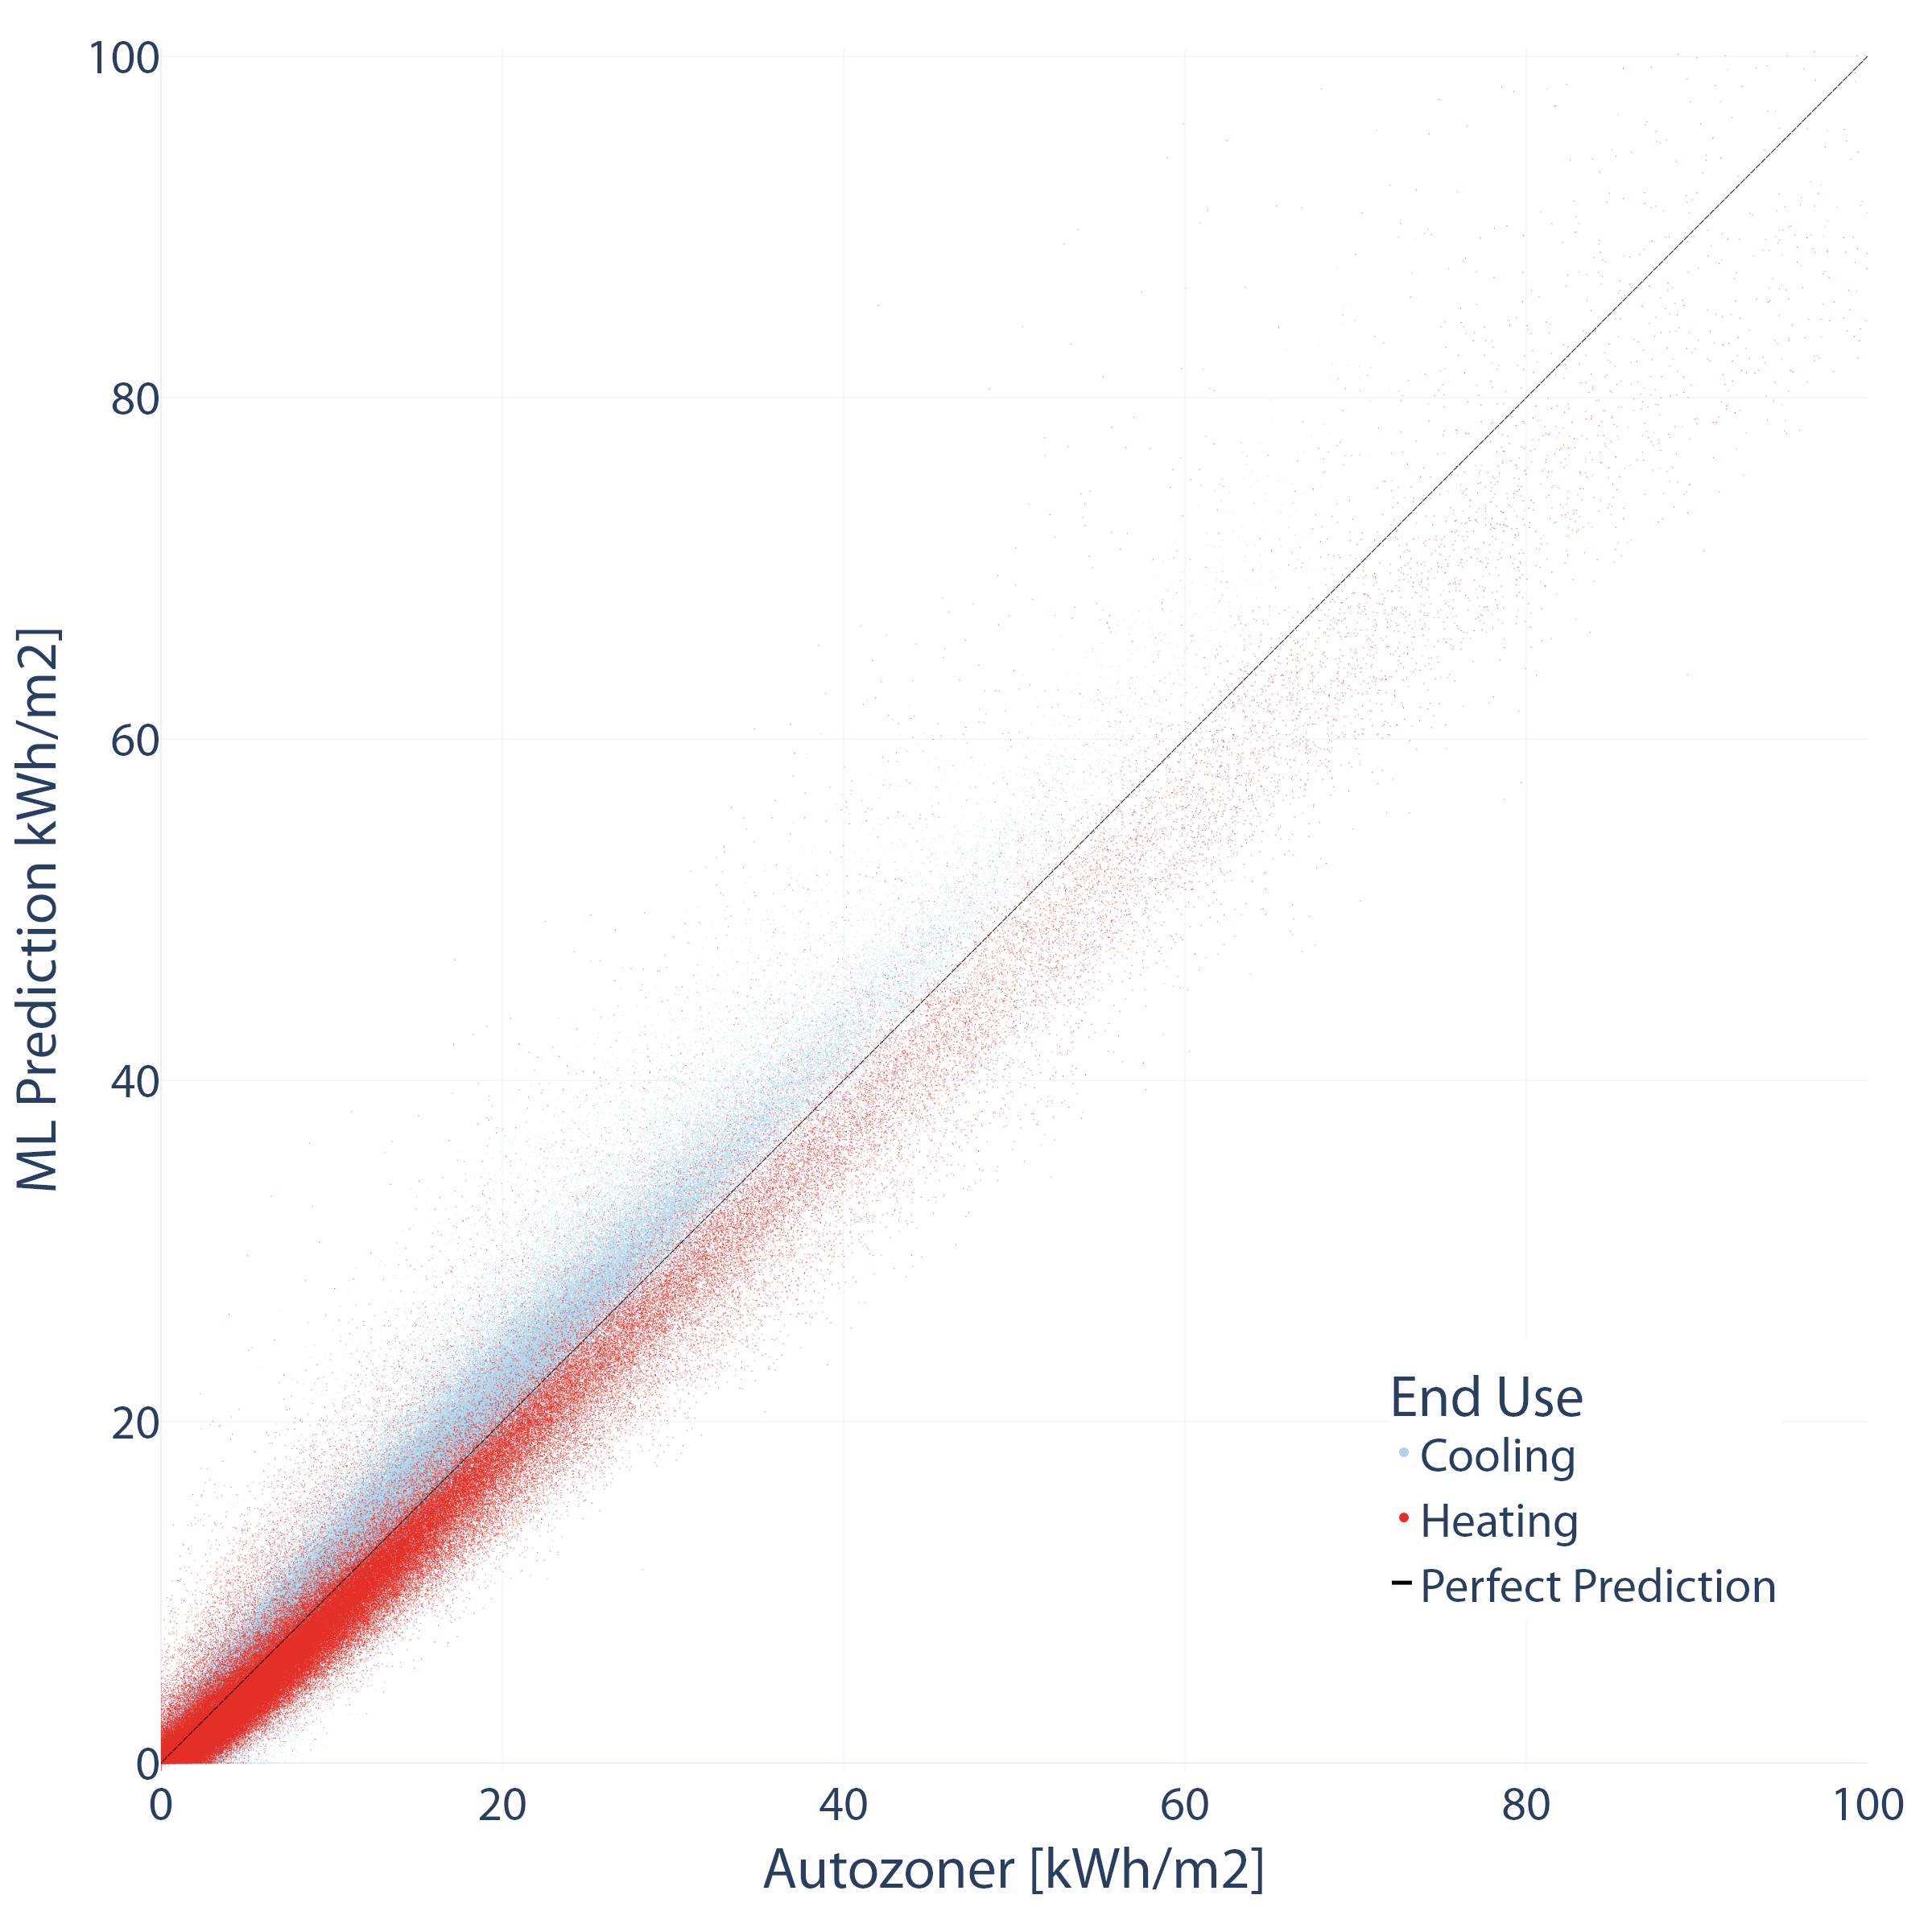 100
80
60
40
20
0
ML Prediction kWh/m2]
End Use
Cooling
Heating
Perfect Prediction
0 20 40 60 80 100
Autozoner [kWh/m2]